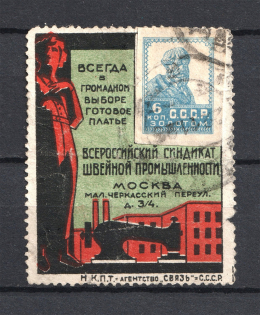 ВСЕГДА
В
ГРОМАДНОМ
ВЫБОРЕ
ГОТОВОЕ
ПЛАТЬЕ
6 С.С.С.Р.
КОП. ЗОЛОТОМ
ВСЕРОССИЙСКИЙ СИНДИКАТ
ШВЕЙНОЙ ПРОМЫШЛЕННОСТИ
МОСКВА
МАЛ. ЧЕРКАССКИЙ ПЕРЕУЛ.
Д. 3/4.
Н.К.П.Т.-АГЕНТСТВО "СВЯЗЬ" С.С.С.Р.